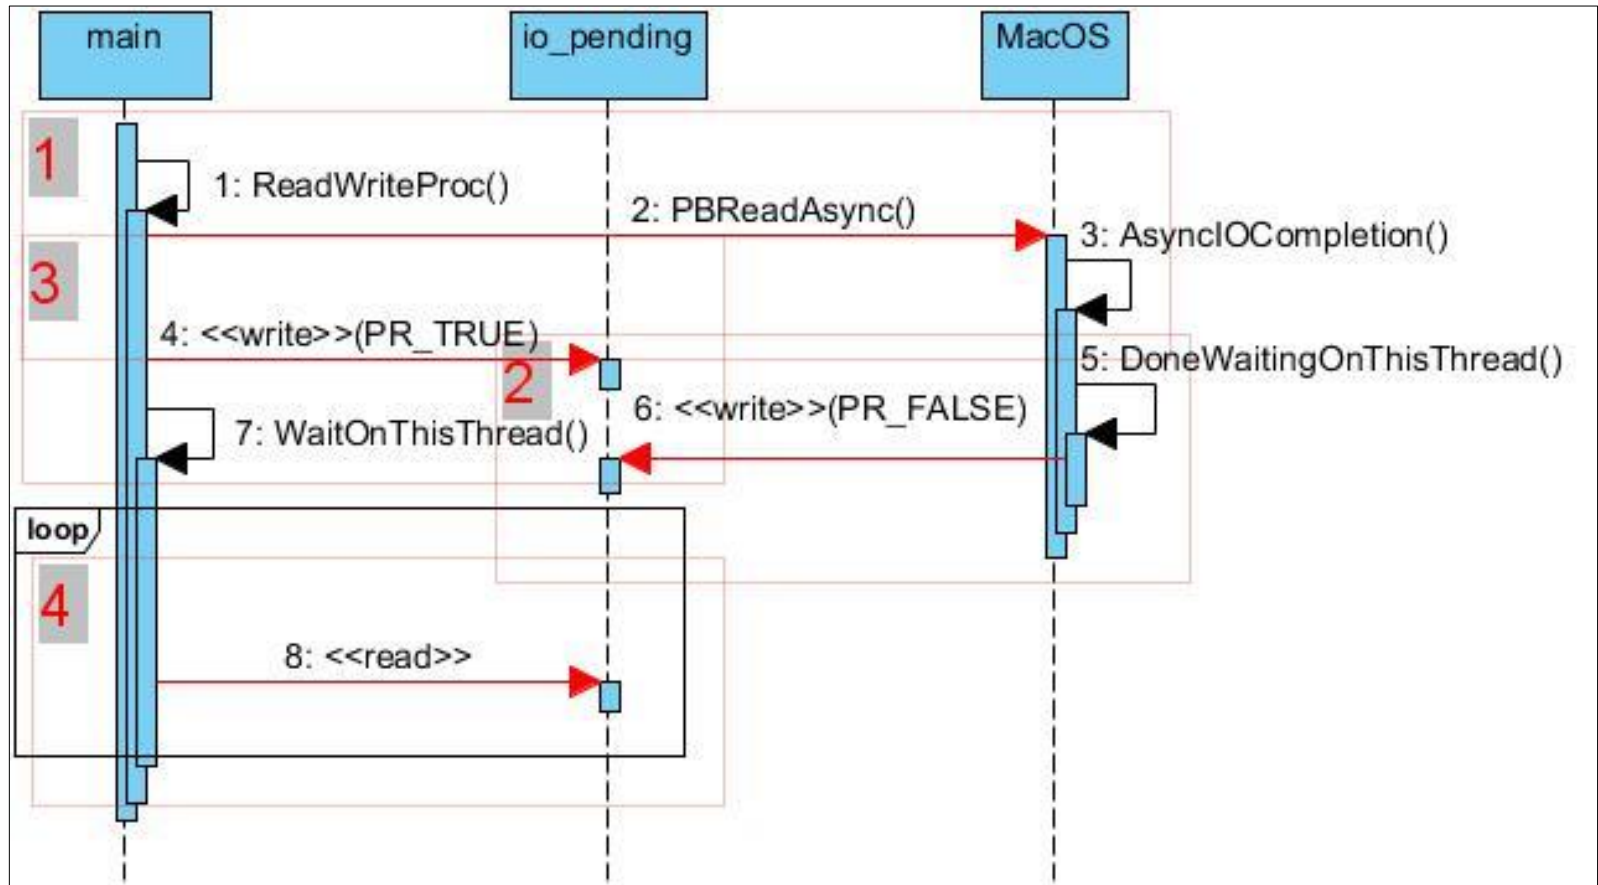 main
io_pending
MacOS
1
1: ReadWriteProc()
2: PBReadAsync()
3: AsyncIOCompletion()
3
4: <<write>>(PR_TRUE)
5: DoneWaitingOnThisThread()
2
6: <<write>>(PR_FALSE)
7: WaitOnThisThread()
loop
4
8: <<read>>